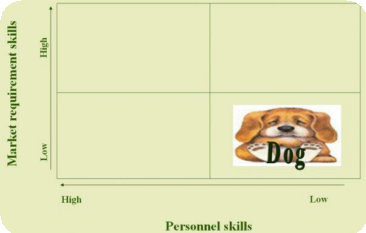 Market requirement skills
High
Low
Dog
High
Low
Personnel skills